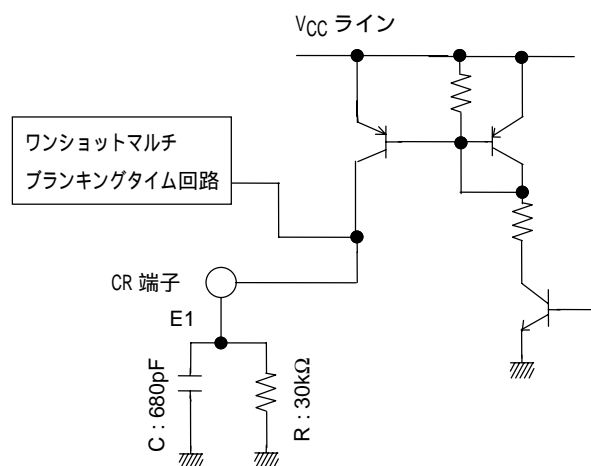 VCC ライン
ワンショットマルチ
ブランキングタイム回路
CR 端子
E1
C : 680pF
R : 30kΩ